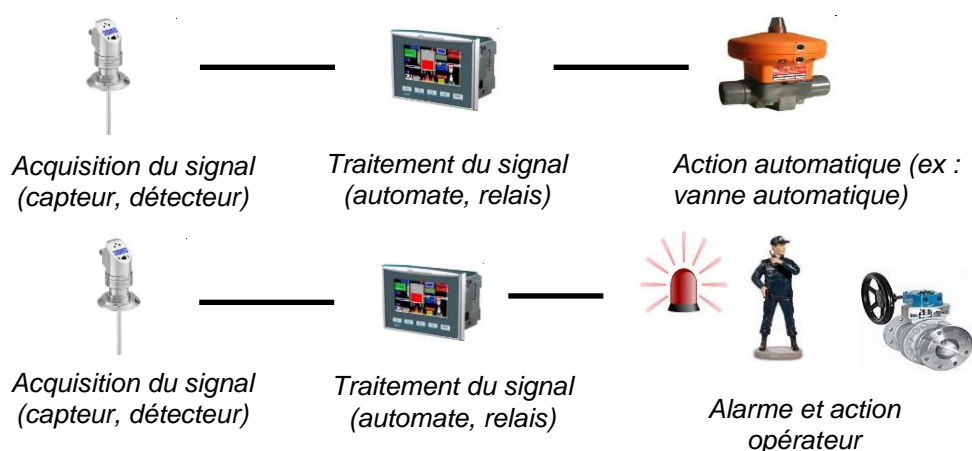 Acquisition du signal
(capteur, détecteur)
Traitement du signal
(automate, relais)
Action automatique (ex :
vanne automatique)
Acquisition du signal
(capteur, détecteur)
Traitement du signal
(automate, relais)
Alarme et action
opérateur